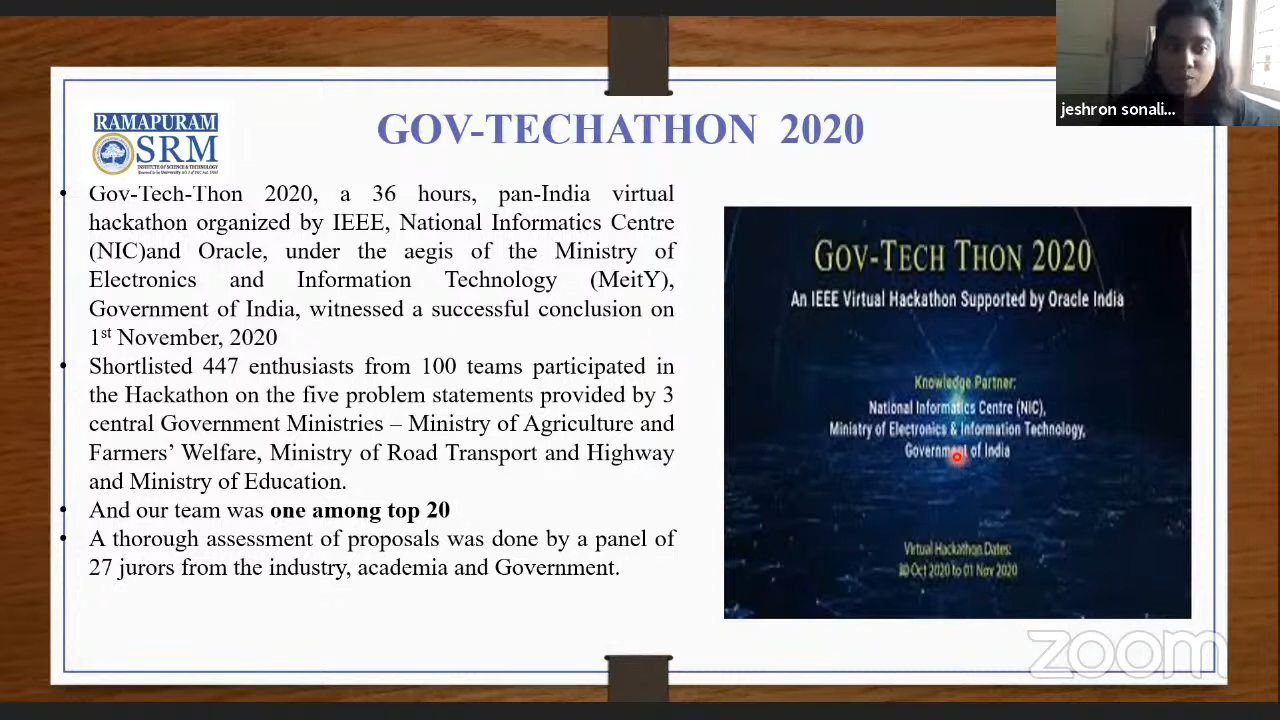 jeshron sonali...
RAMAPURAM
SRM
INSTITUTE OF SCIENCE & TECHNOLOGY
GOV-TECHATHON 2020
• Gov-Tech-Thon 2020, a 36 hours, pan-India virtual
hackathon organized by IEEE, National Informatics Centre
(NIC)and Oracle, under the aegis of the Ministry of
Electronics and Information Technology (MeitY),
Government of India, witnessed a successful conclusion on
1st November, 2020
• Shortlisted 447 enthusiasts from 100 teams participated in
the Hackathon on the five problem statements provided by 3
central Government Ministries – Ministry of Agriculture and
Farmers’ Welfare, Ministry of Road Transport and Highway
and Ministry of Education.
• And our team was one among top 20
• A thorough assessment of proposals was done by a panel of
27 jurors from the industry, academia and Government.
GOV-TECH THON 2020
An IEEE Virtual Hackathon Supported by Oracle India
Knowledge Partner:
National Informatics Centre (NIC),
Ministry of Electronics & Information Technology,
Government of India
Virtual Hackathon Dates:
30 Oct 2020 to 01 Nov 2020
zoom